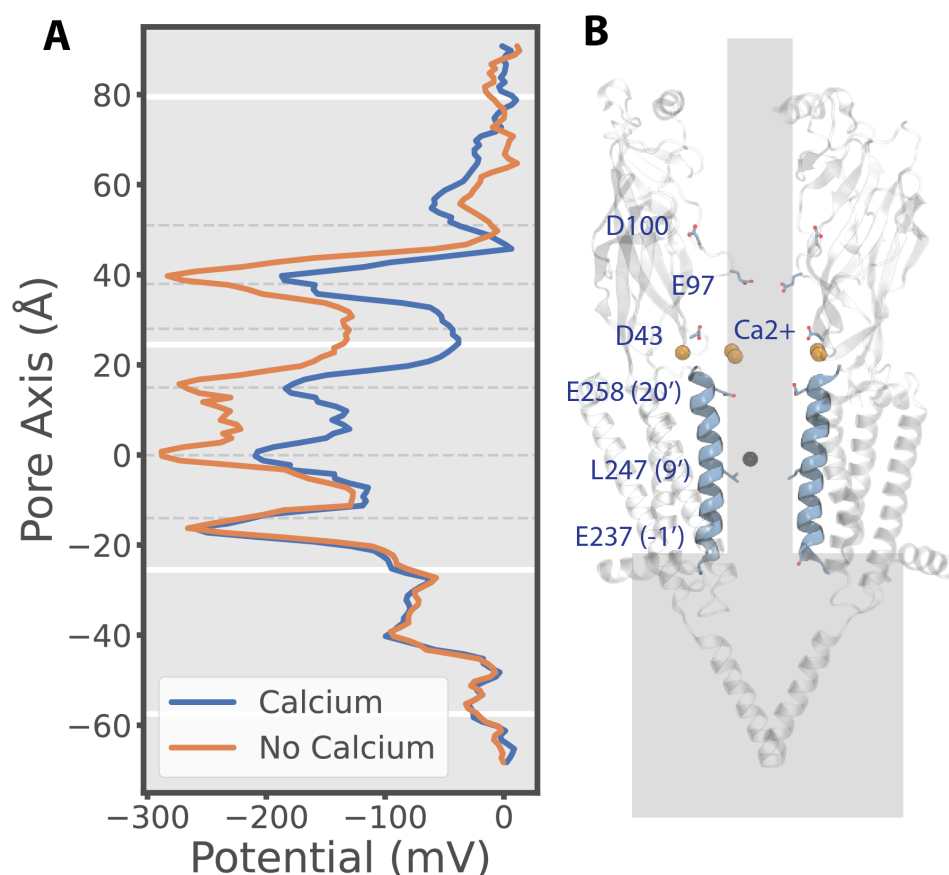 A
B
Pore Axis (Å)
80
60
40
20
0
−20
−40
−60
Calcium
No Calcium
−300
−200
−100
0
Potential (mV)
D100
E97
D43
Ca2+
E258 (20’)
L247 (9’)
E237 (-1’)